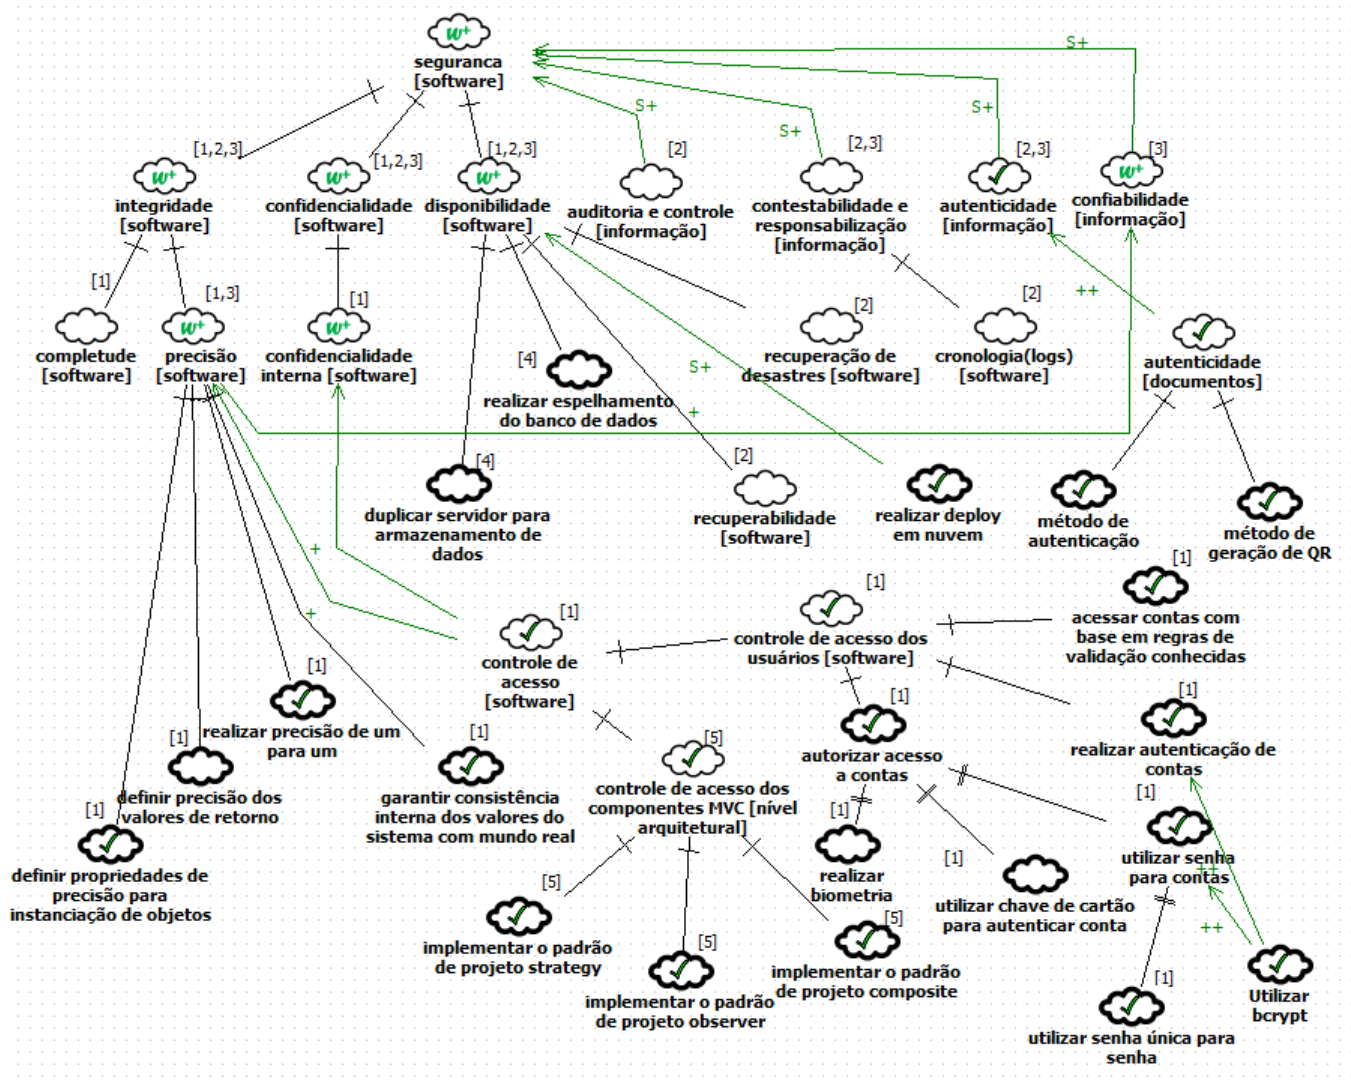 W+
seguranca
[software]
S+
S+
S+
S+
[1,2,3]
W+
integridade
[software]
[1,2,3]
W+
confidencialidade
[software]
[1,2,3]
W+
disponibilidade
[software]
[2]
auditoria e controle
[informação]
[2,3]
contestabilidade e
responsabilização
[informação]
[2,3]
autenticidade
[informação]
[3]
W+
confiabilidade
[informação]
[1]
completude
[software]
[1,3]
W+
precisão
[software]
[1]
W+
confidencialidade
interna [software]
[4]
realizar espelhamento
do banco de dados
S+
+
[2]
recuperação de
desastres [software]
[2]
cronologia(logs)
[software]
++
autenticidade
[documentos]
[4]
duplicar servidor para
armazenamento de
dados
[2]
recuperabilidade
[software]
realizar deploy
em nuvem
método de
autenticação
método de
geração de QR
+
+
[1]
controle de
acesso
[software]
[1]
controle de acesso dos
usuários [software]
[1]
acessar contas com
base em regras de
validação conhecidas
[1]
realizar precisão de um
para um
[1]
definir precisão dos
valores de retorno
[1]
garantir consistência
interna dos valores do
sistema com mundo real
[5]
controle de acesso dos
componentes MVC [nível
arquitetural]
[1]
autorizar acesso
a contas
[1]
realizar autenticação de
contas
[1]
definir propriedades de
precisão para
instanciação de objetos
[1]
realizar
biometria
[1]
utilizar chave de cartão
para autenticar conta
[1]
utilizar senha
para contas
++
++
[5]
implementar o padrão
de projeto strategy
[5]
implementar o padrão
de projeto observer
[5]
implementar o padrão
de projeto composite
[1]
utilizar senha única para
senha
Utilizar
bcrypt